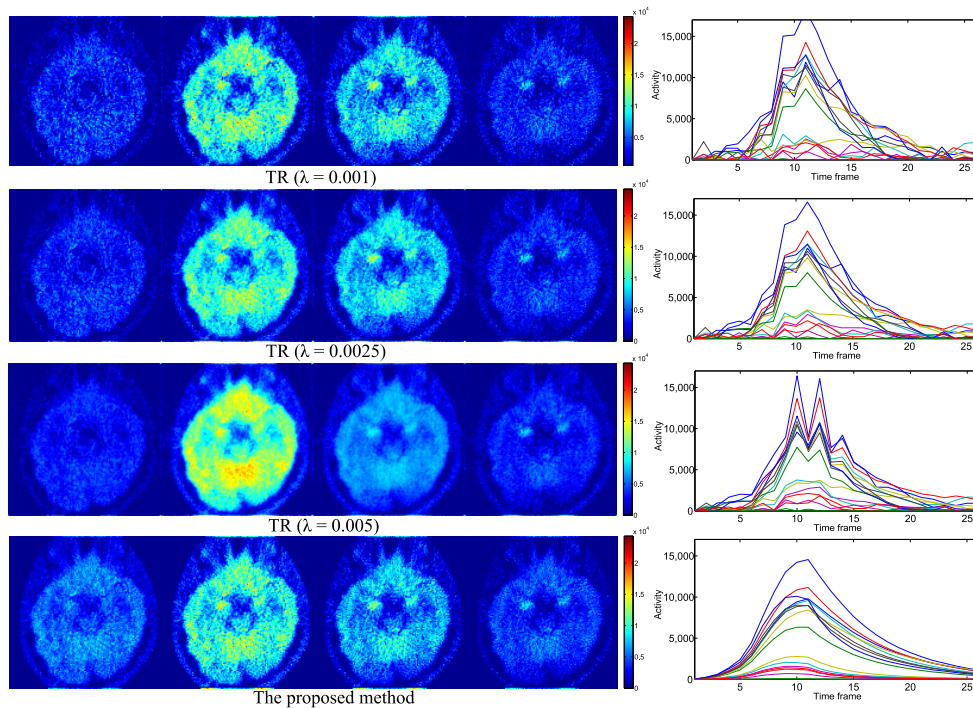 x 10⁴
2
1.5
1
0.5
0
TR (λ = 0.001)
15,000
10,000
5,000
0
Activity
5 10 15 20 25
Time frame
x 10⁴
2
1.5
1
0.5
0
TR (λ = 0.0025)
15,000
10,000
5,000
0
Activity
5 10 15 20 25
Time frame
x 10⁴
2
1.5
1
0.5
0
TR (λ = 0.005)
15,000
10,000
5,000
0
Activity
5 10 15 20 25
Time frame
x 10⁴
2
1.5
1
0.5
0
The proposed method
15,000
10,000
5,000
0
Activity
5 10 15 20 25
Time frame